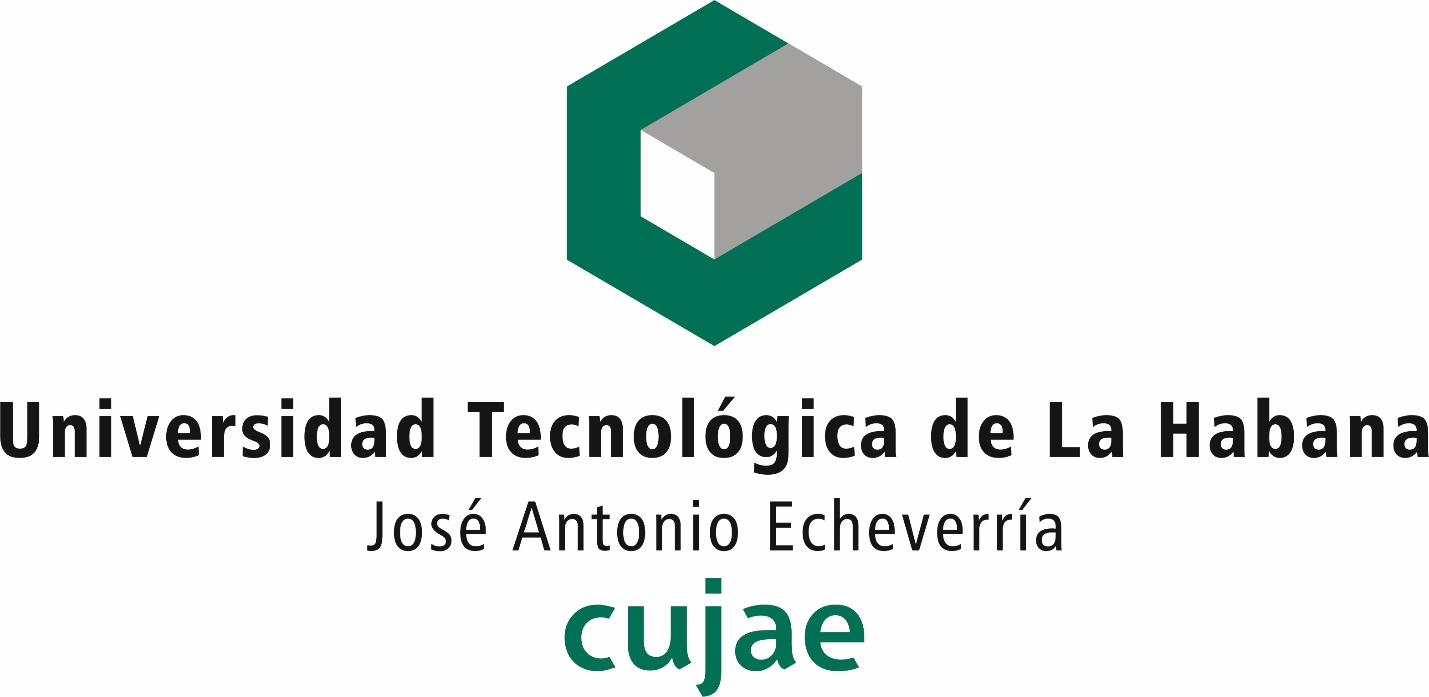 Universidad Tecnológica de La Habana
José Antonio Echeverría
cujae